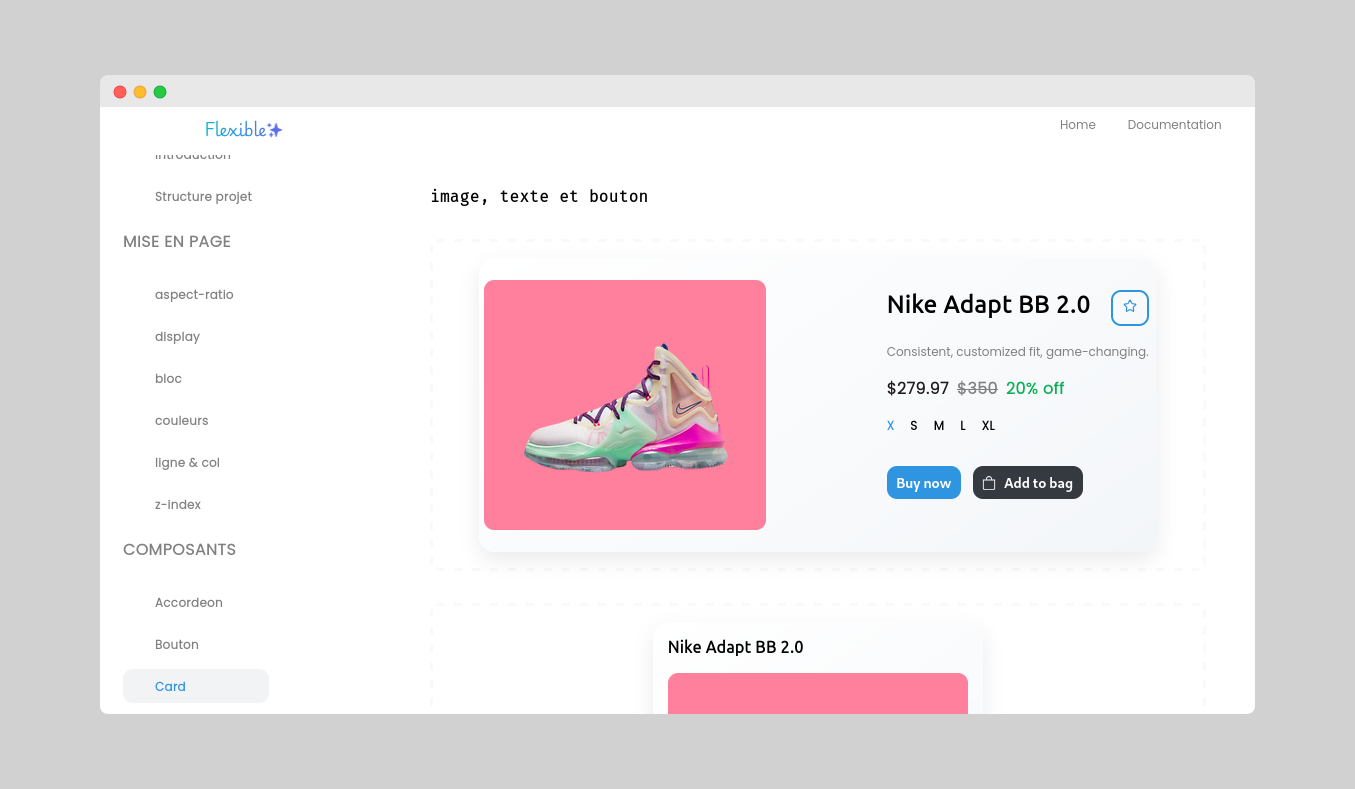 Flexible
Home
Documentation
Introduction
Structure projet
MISE EN PAGE
aspect-ratio
display
bloc
couleurs
ligne & col
z-index
COMPOSANTS
Accordeon
Bouton
Card
image, texte et bouton
Nike Adapt BB 2.0
Consistent, customized fit, game-changing.
$279.97 $350 20% off
X S M L XL
Buy now
Add to bag
Nike Adapt BB 2.0